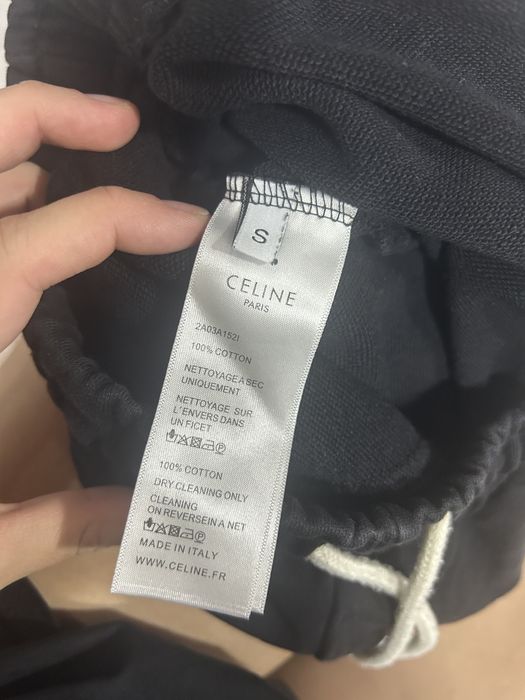 S
CELINE
PARIS
2A03A152I
100% COTTON
NETTOYAGE A SEC
UNIQUEMENT
NETTOYAGE SUR
L'ENVERS DANS
UN FICET
100% COTTON
DRY CLEANING ONLY
CLEANING
ON REVERSEIN A NET
MADE IN ITALY
WWW.CELINE.FR